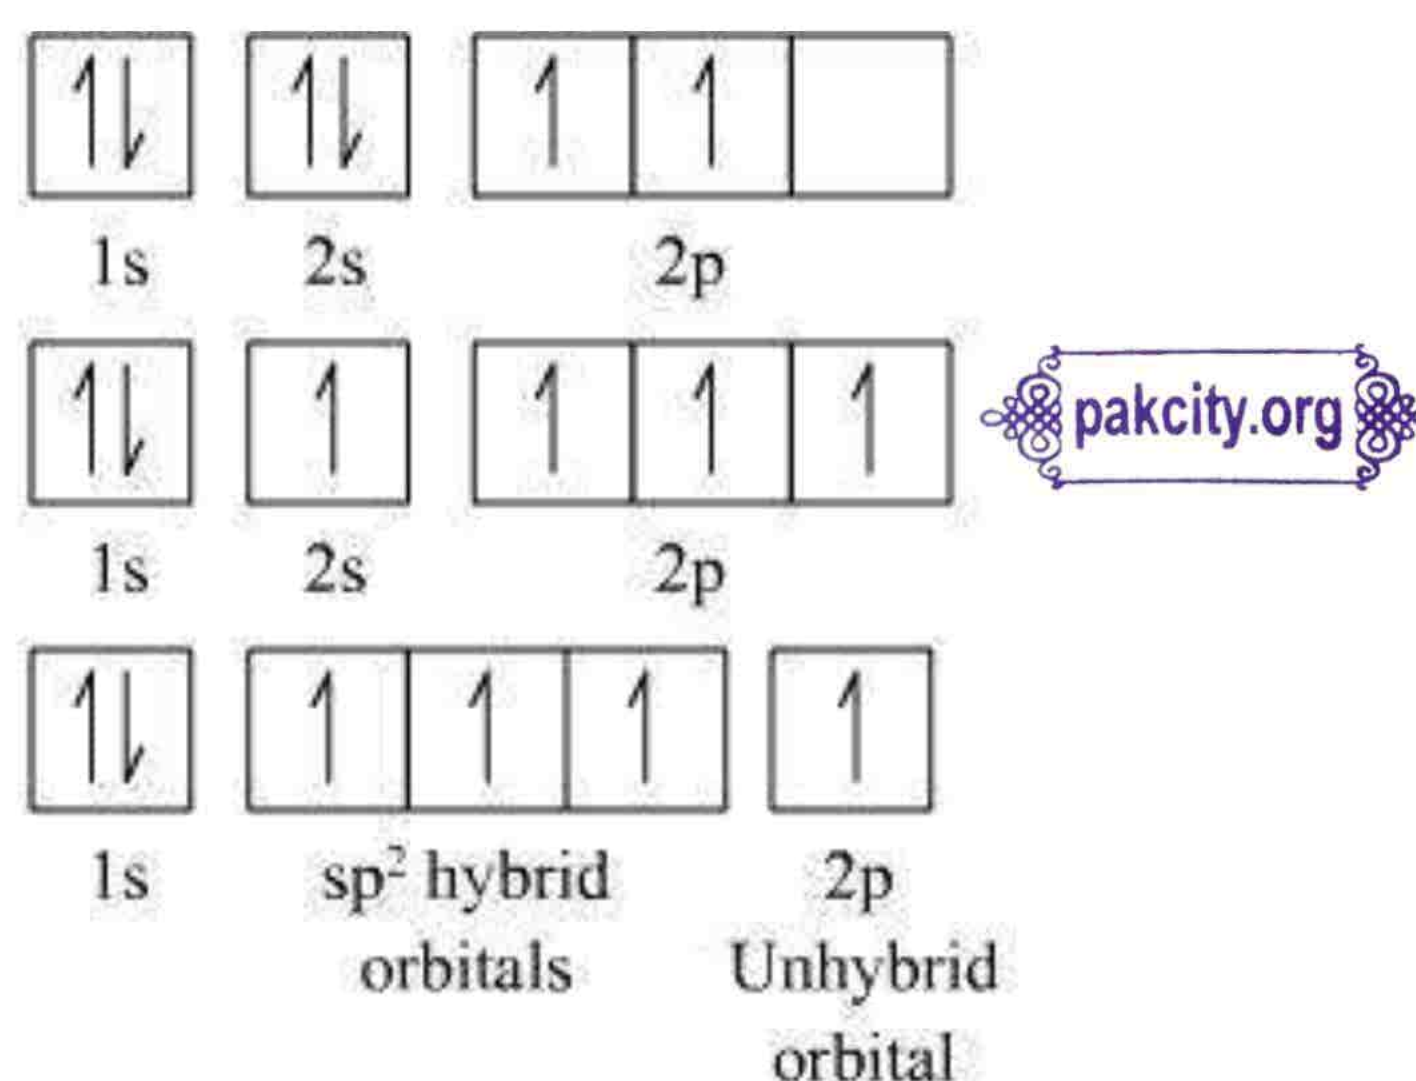 1s 2s 2p
1s 2s 2p
pakcity.org
1s sp² hybrid orbitals 2p Unhybrid orbital